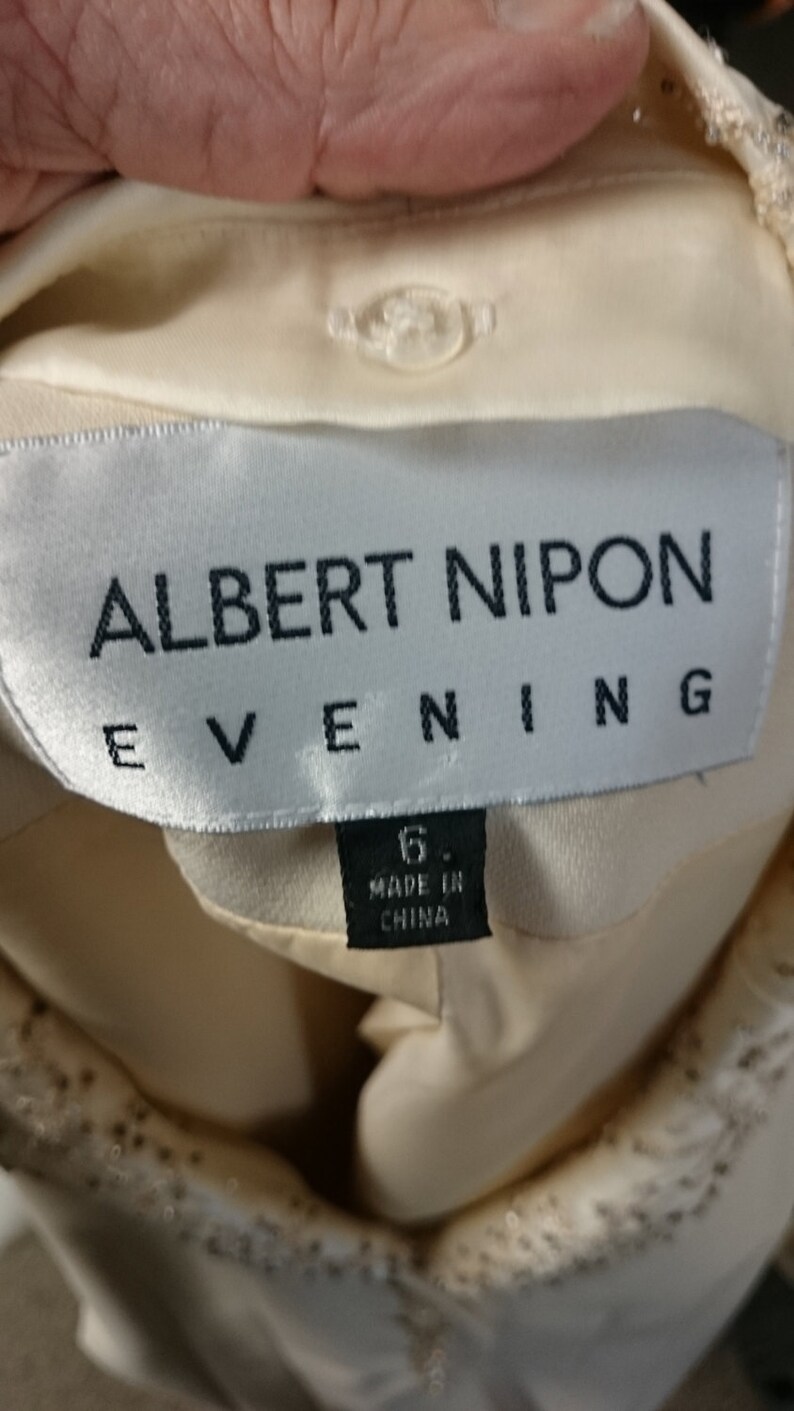 ALBERT NIPON
EVENING
6
MADE IN
CHINA